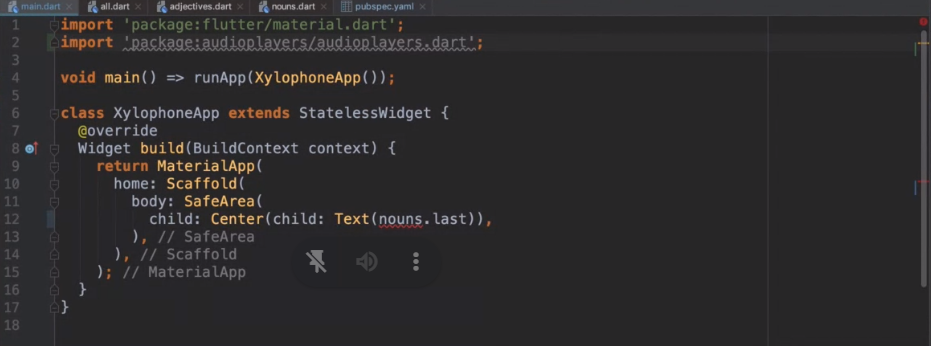 main.dart all.dart adjectives.dart nouns.dart pubspec.yaml
1 import 'package:flutter/material.dart';
2 import 'package:audioplayers/audioplayers.dart';
3
4 void main() => runApp(XylophoneApp());
5
6 class XylophoneApp extends StatelessWidget {
7 @override
8 Widget build(BuildContext context) {
9 return MaterialApp(
10 home: Scaffold(
11 body: SafeArea(
12 child: Center(child: Text(nouns.last)),
13 ), // SafeArea
14 ), // Scaffold
15 ); // MaterialApp
16 }
17 }
18